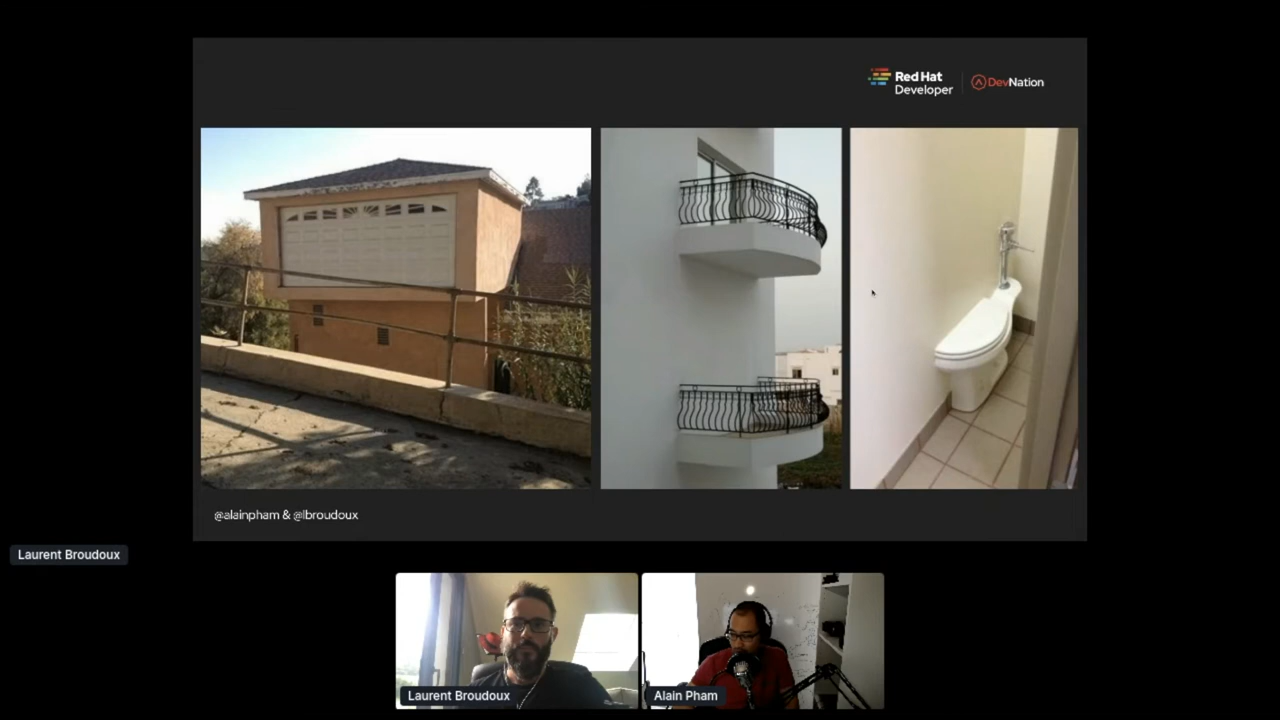 Red Hat
Developer
DevNation
@alainpham & @lbroudoux
Laurent Broudoux
Laurent Broudoux
Alain Pham